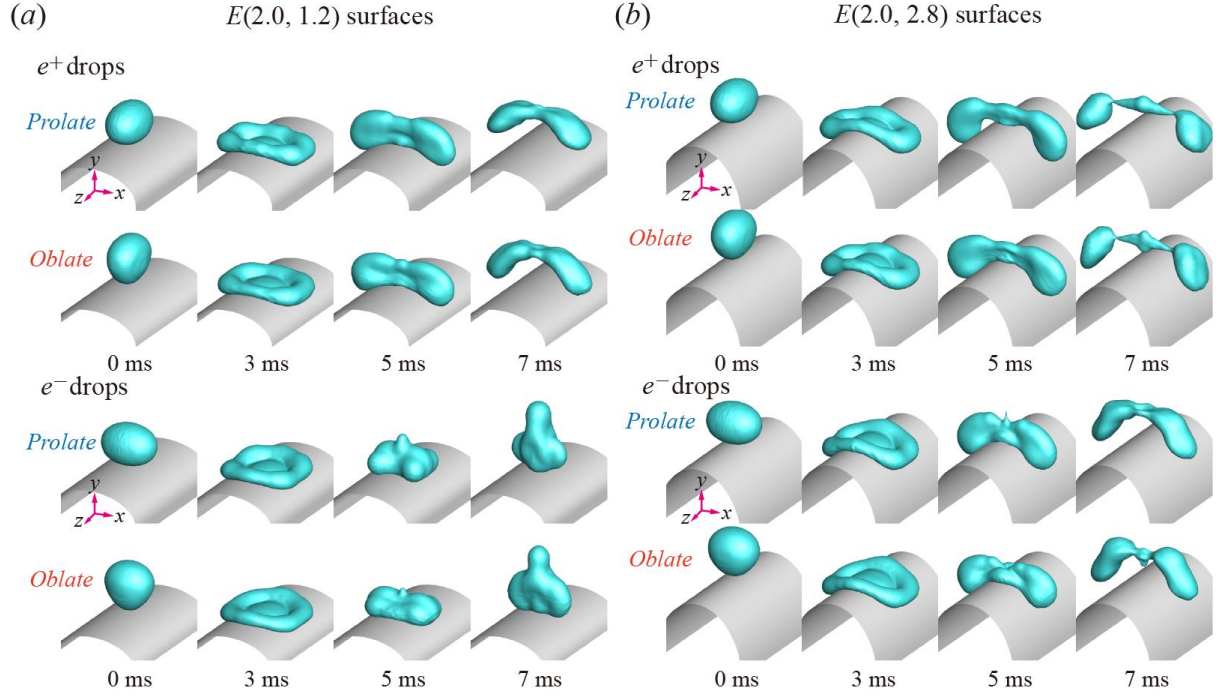 (a) E(2.0, 1.2) surfaces
e⁺ drops
Prolate
y
z x
Oblate
0 ms 3 ms 5 ms 7 ms
e⁻ drops
Prolate
y
z x
Oblate
0 ms 3 ms 5 ms 7 ms
(b) E(2.0, 2.8) surfaces
e⁺ drops
Prolate
y
z x
Oblate
0 ms 3 ms 5 ms 7 ms
e⁻ drops
Prolate
y
z x
Oblate
0 ms 3 ms 5 ms 7 ms